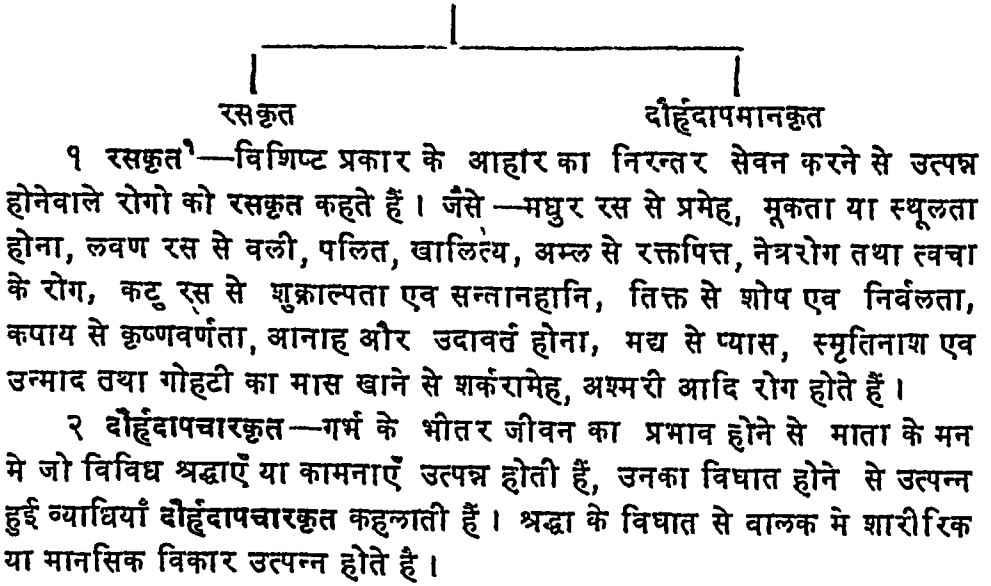 रसकृत दौर्हृदापमानकृत
१ रसकृत१—विशिष्ट प्रकार के आहार का निरन्तर सेवन करने से उत्पन्न
होनेवाले रोगो को रसकृत कहते हैं । जैसे—मधुर रस से प्रमेह, मूकता या स्थूलता
होना, लवण रस से वली, पलित, खालित्य, अम्ल से रक्तपित्त, नेत्ररोग तथा त्वचा
के रोग, कटु रस से शुक्राल्पता एव सन्तानहानि, तिक्त से शोप एव निर्वलता,
कपाय से कृष्णवर्णता, आनाह और उदावर्त होना, मद्य से प्यास, स्मृतिनाश एव
उन्माद तथा गोहटी का मास खाने से शर्करामेह, अश्मरी आदि रोग होते हैं ।
२ दौर्हृदापचारकृत—गर्भ के भीतर जीवन का प्रभाव होने से माता के मन
मे जो विविध श्रद्धाएँ या कामनाएँ उत्पन्न होती हैं, उनका विघात होने से उत्पन्न
हुई व्याधियाँ दौर्हृदापचारकृत कहलाती हैं । श्रद्धा के विघात से वालक मे शारीरिक
या मानसिक विकार उत्पन्न होते है ।